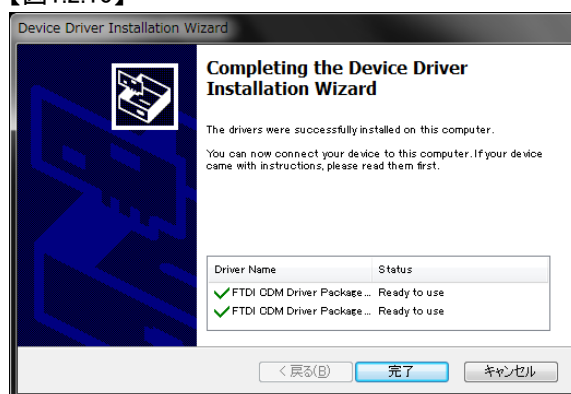 Device Driver Installation Wizard
Completing the Device Driver
Installation Wizard
The drivers were successfully installed on this computer.
You can now connect your device to this computer. If your device
came with instructions, please read them first.
Driver Name Status
FTDI CDM Driver Package... Ready to use
FTDI CDM Driver Package... Ready to use
< 戻る(B) 完了 キャンセル